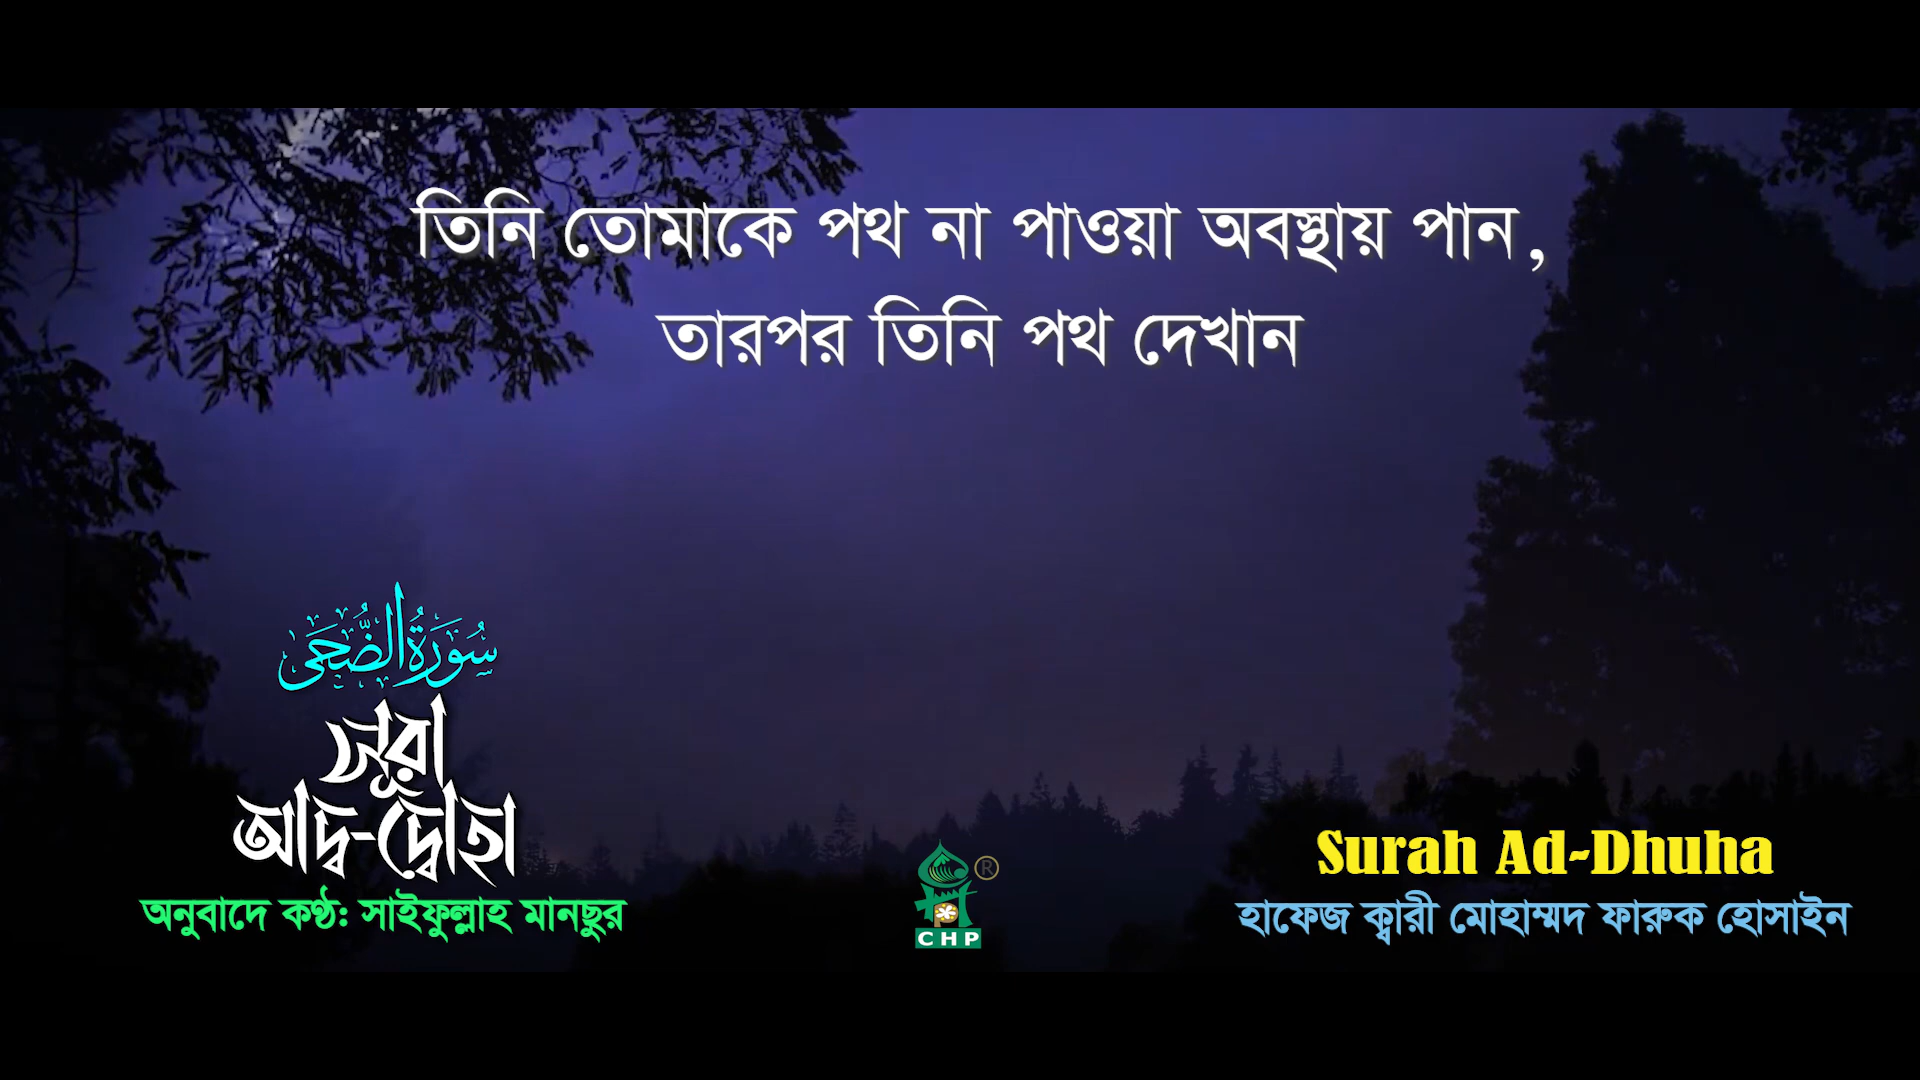 তিনি তোমাকে পথ না পাওয়া অবস্থায় পান,
তারপর তিনি পথ দেখান
سُورَةُ الضُّحَى
সূরা
আদ্ব-দ্বোহা
অনুবাদে কণ্ঠ: সাইফুল্লাহ মানছুর
®
CHP
Surah Ad-Dhuha
হাফেজ ক্বারী মোহাম্মদ ফারুক হোসাইন